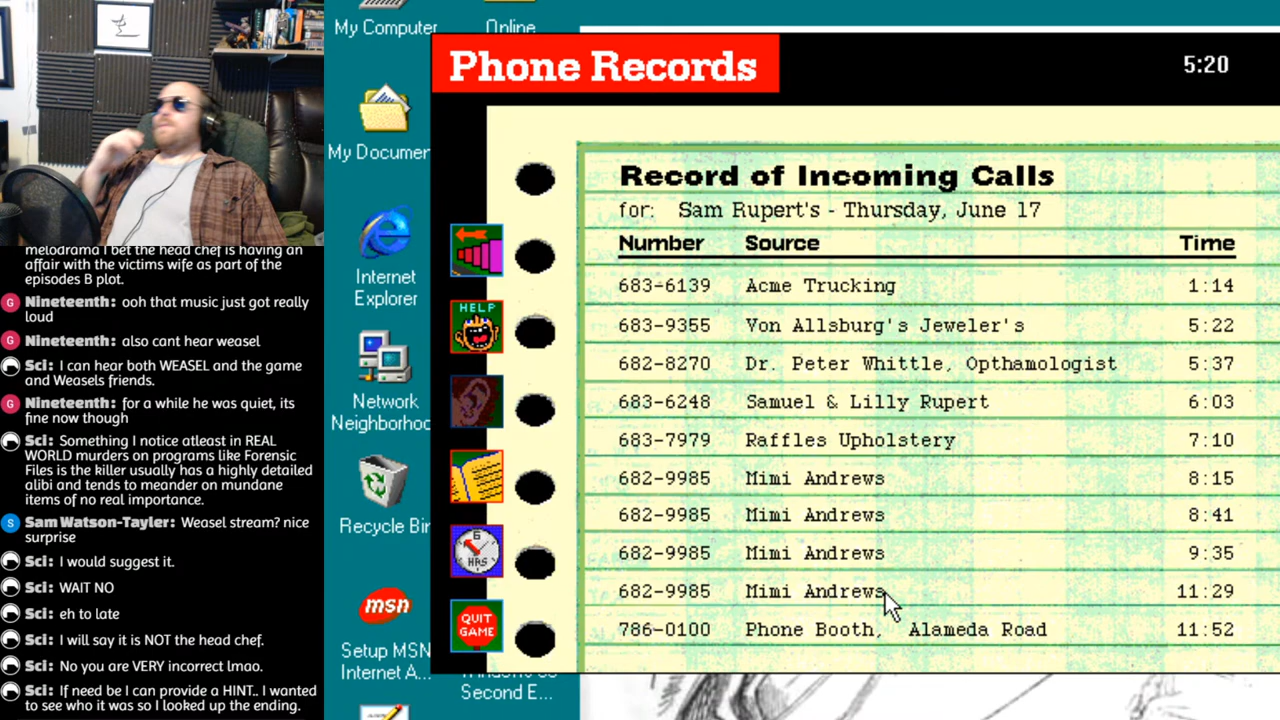 My Computer
Online
Phone Records
5:20
My Documen
Record of Incoming Calls
for: Sam Rupert's - Thursday, June 17
Number Source Time
683-6139 Acme Trucking 1:14
683-9355 Von Allsburg's Jeweler's 5:22
682-8270 Dr. Peter Whittle, Opthamologist 5:37
683-6248 Samuel & Lilly Rupert 6:03
683-7979 Raffles Upholstery 7:10
682-9985 Mimi Andrews 8:15
682-9985 Mimi Andrews 8:41
682-9985 Mimi Andrews 9:35
682-9985 Mimi Andrews 11:29
786-0100 Phone Booth, Alameda Road 11:52
HELP
6
HRS
QUIT
GAME
Internet
Explorer
Network
Neighborhoo
Recycle Bin
msn
Setup MSN
Internet A...
Second E...
melodrama I bet the head chef is having an
affair with the victims wife as part of the
episodes B plot.
G Nineteenth: ooh that music just got really
loud
G Nineteenth: also cant hear weasel
Sci: I can hear both WEASEL and the game
and Weasels friends.
G Nineteenth: for a while he was quiet, its
fine now though
Sci: Something I notice atleast in REAL
WORLD murders on programs like Forensic
Files is the killer usually has a highly detailed
alibi and tends to meander on mundane
items of no real importance.
S Sam Watson-Tayler: Weasel stream? nice
surprise
Sci: I would suggest it.
Sci: WAIT NO
Sci: eh to late
Sci: I will say it is NOT the head chef.
Sci: No you are VERY incorrect lmao.
Sci: If need be I can provide a HINT.. I wanted
to see who it was so I looked up the ending.